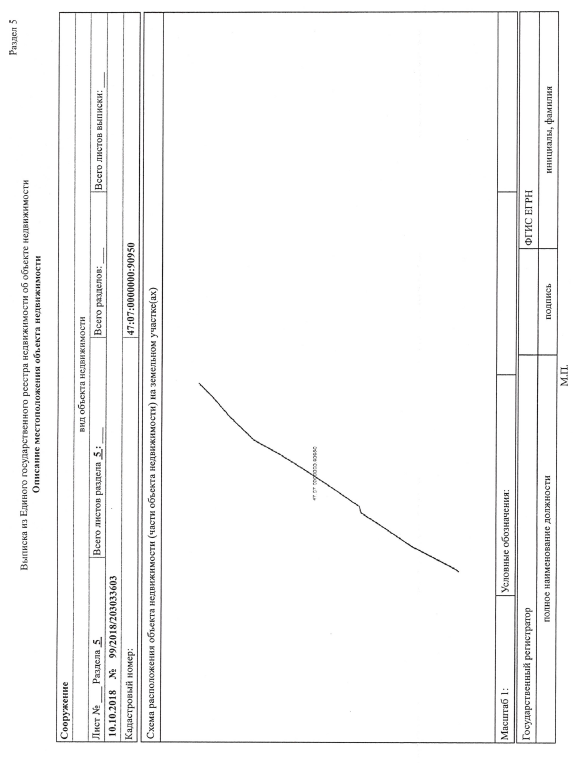 Раздел 5
Выписка из Единого государственного реестра недвижимости об объекте недвижимости
Описание местоположения объекта недвижимости
Сооружение
вид объекта недвижимости
Лист № ___ Раздела 5 Всего листов раздела 5 : ___ Всего разделов: ___ Всего листов выписки: ___
10.10.2018 № 99/2018/203033603
Кадастровый номер: 47:07:0000000:90950
Схема расположения объекта недвижимости (части объекта недвижимости) на земельном участке(ах)
Масштаб 1: Условные обозначения:
Государственный регистратор ФГИС ЕГРН
полное наименование должности подпись инициалы, фамилия
М.П.